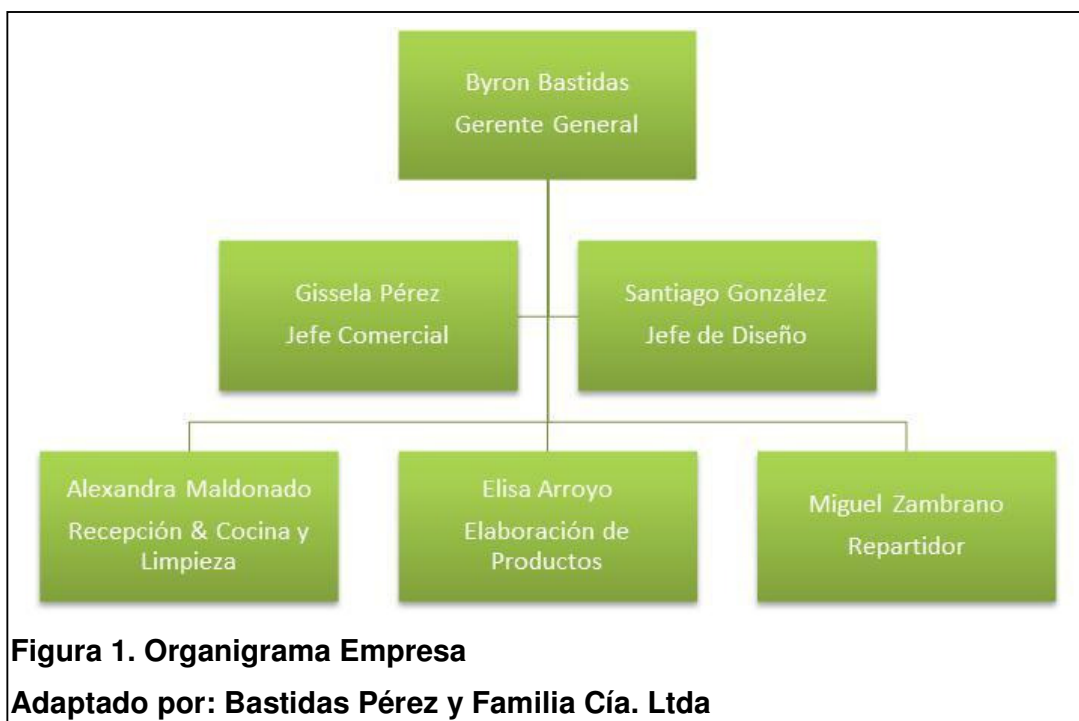 Byron Bastidas
Gerente General
Gissela Pérez
Jefe Comercial
Santiago González
Jefe de Diseño
Alexandra Maldonado
Recepción & Cocina y
Limpieza
Elisa Arroyo
Elaboración de
Productos
Miguel Zambrano
Repartidor
Figura 1. Organigrama Empresa
Adaptado por: Bastidas Pérez y Familia Cía. Ltda